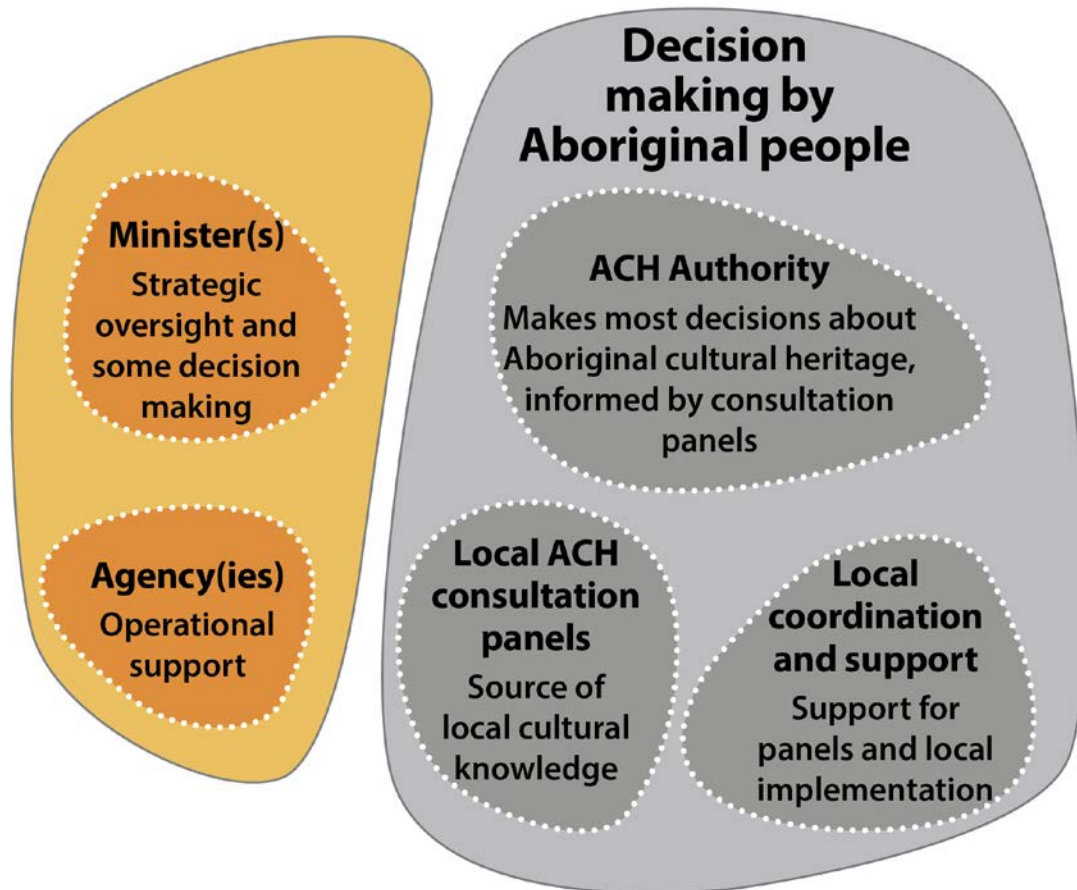 Minister(s)
Strategic
oversight and
some decision
making
Agency(ies)
Operational
support
Decision
making by
Aboriginal people
ACH Authority
Makes most decisions about
Aboriginal cultural heritage,
informed by consultation
panels
Local ACH
consultation
panels
Source of
local cultural
knowledge
Local
coordination
and support
Support for
panels and local
implementation